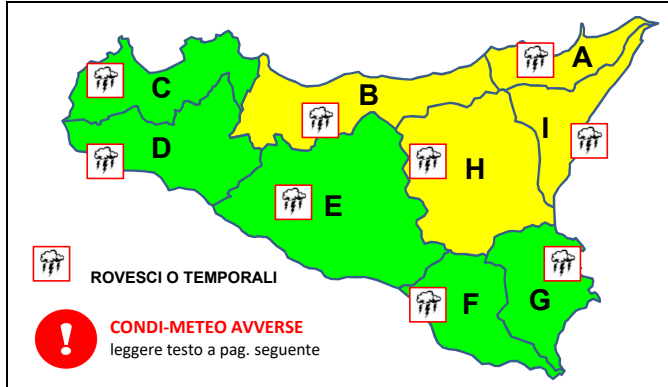 A
C
B
I
D
H
E
ROVESCI O TEMPORALI
F
G
CONDI-METEO AVVERSE
leggere testo a pag. seguente